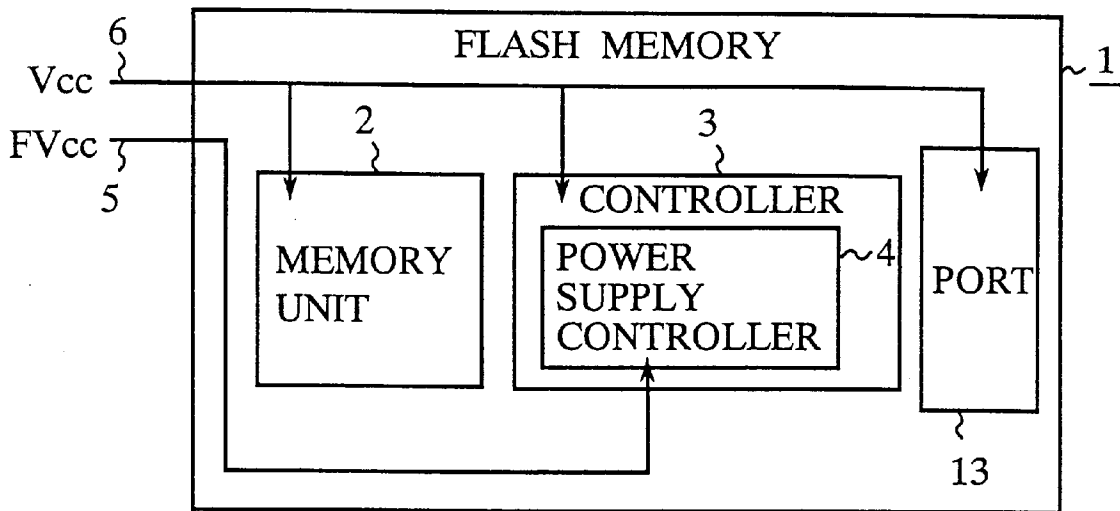 FLASH MEMORY
1
6
Vcc
FVcc
5
2
3
MEMORY
UNIT
CONTROLLER
POWER
SUPPLY
CONTROLLER
4
PORT
13